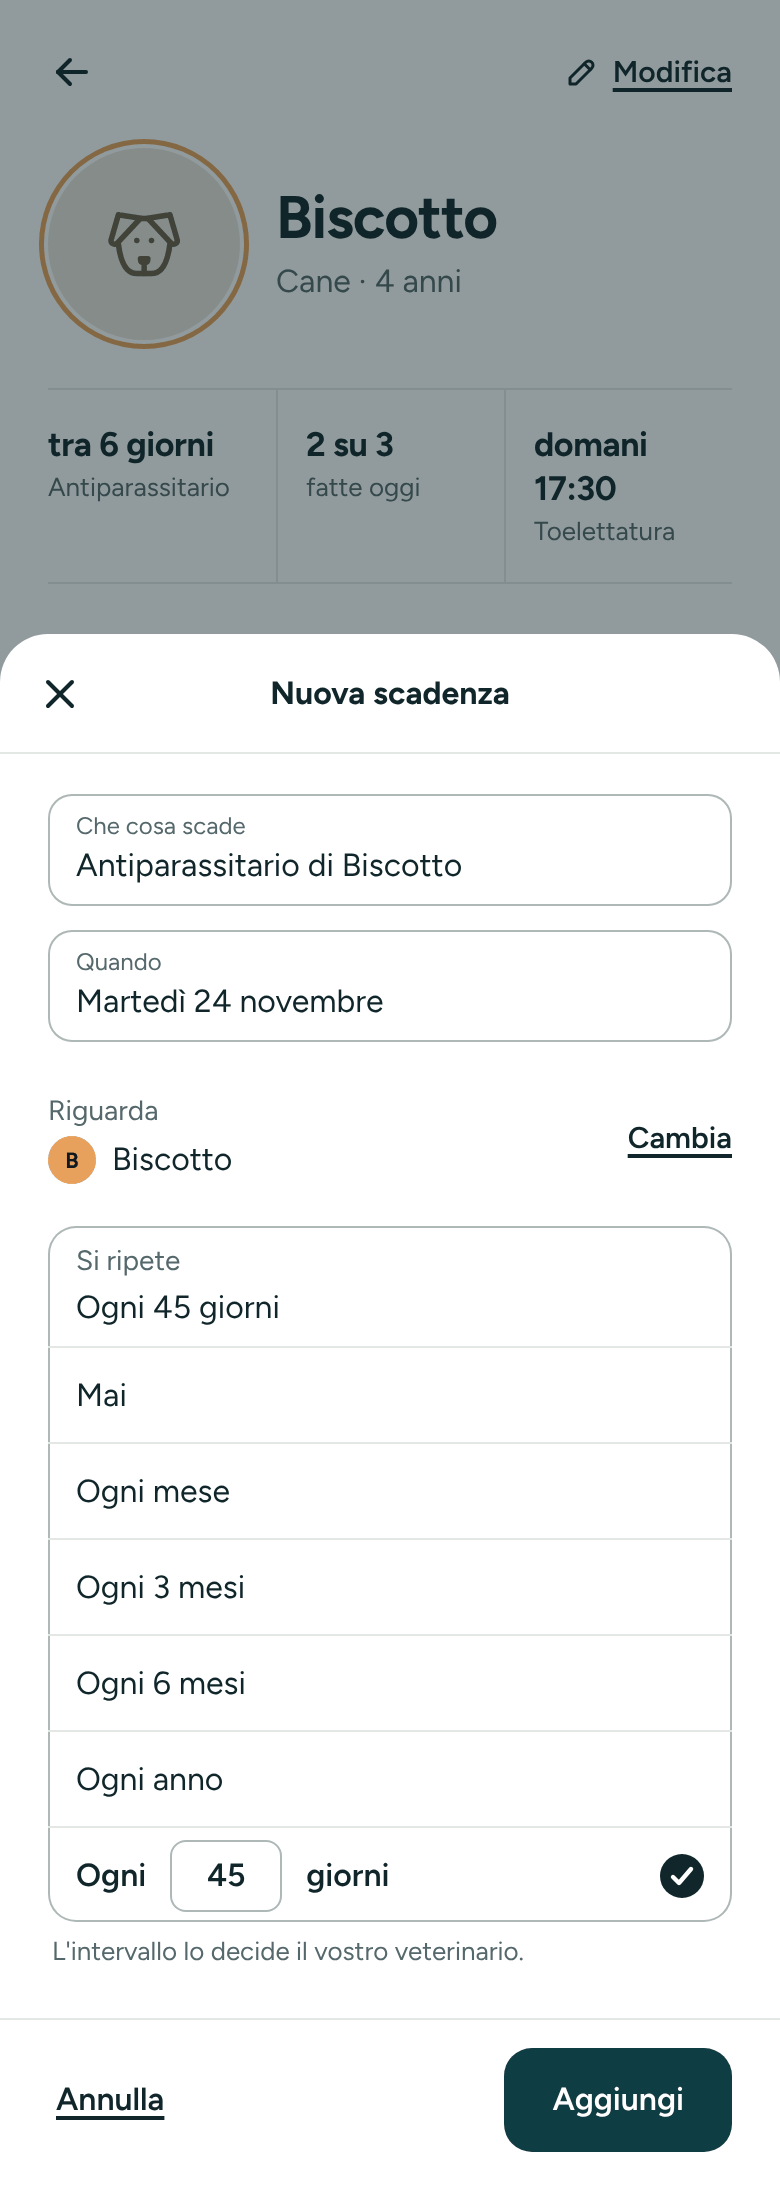 Modifica
Biscotto
Cane · 4 anni
tra 6 giorni
Antiparassitario
2 su 3
fatte oggi
domani
17:30
Toelettatura
Nuova scadenza
Che cosa scade
Antiparassitario di Biscotto
Quando
Martedì 24 novembre
Riguarda
B Biscotto
Cambia
Si ripete
Ogni 45 giorni
Mai
Ogni mese
Ogni 3 mesi
Ogni 6 mesi
Ogni anno
Ogni 45 giorni
L'intervallo lo decide il vostro veterinario.
Annulla
Aggiungi